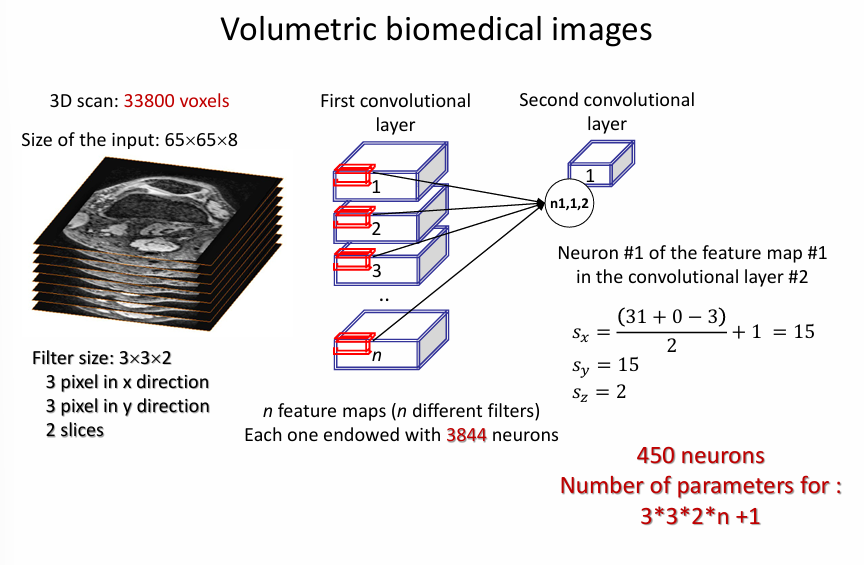 Volumetric biomedical images
3D scan: 33800 voxels
Size of the input: 65×65×8
Filter size: 3×3×2
3 pixel in x direction
3 pixel in y direction
2 slices
First convolutional
layer
1
2
3
..
n
n feature maps (n different filters)
Each one endowed with 3844 neurons
Second convolutional
layer
1
n1,1,2
Neuron #1 of the feature map #1
in the convolutional layer #2
s_x = (31 + 0 − 3)/2 + 1 = 15
s_y = 15
s_z = 2
450 neurons
Number of parameters for :
3*3*2*n +1